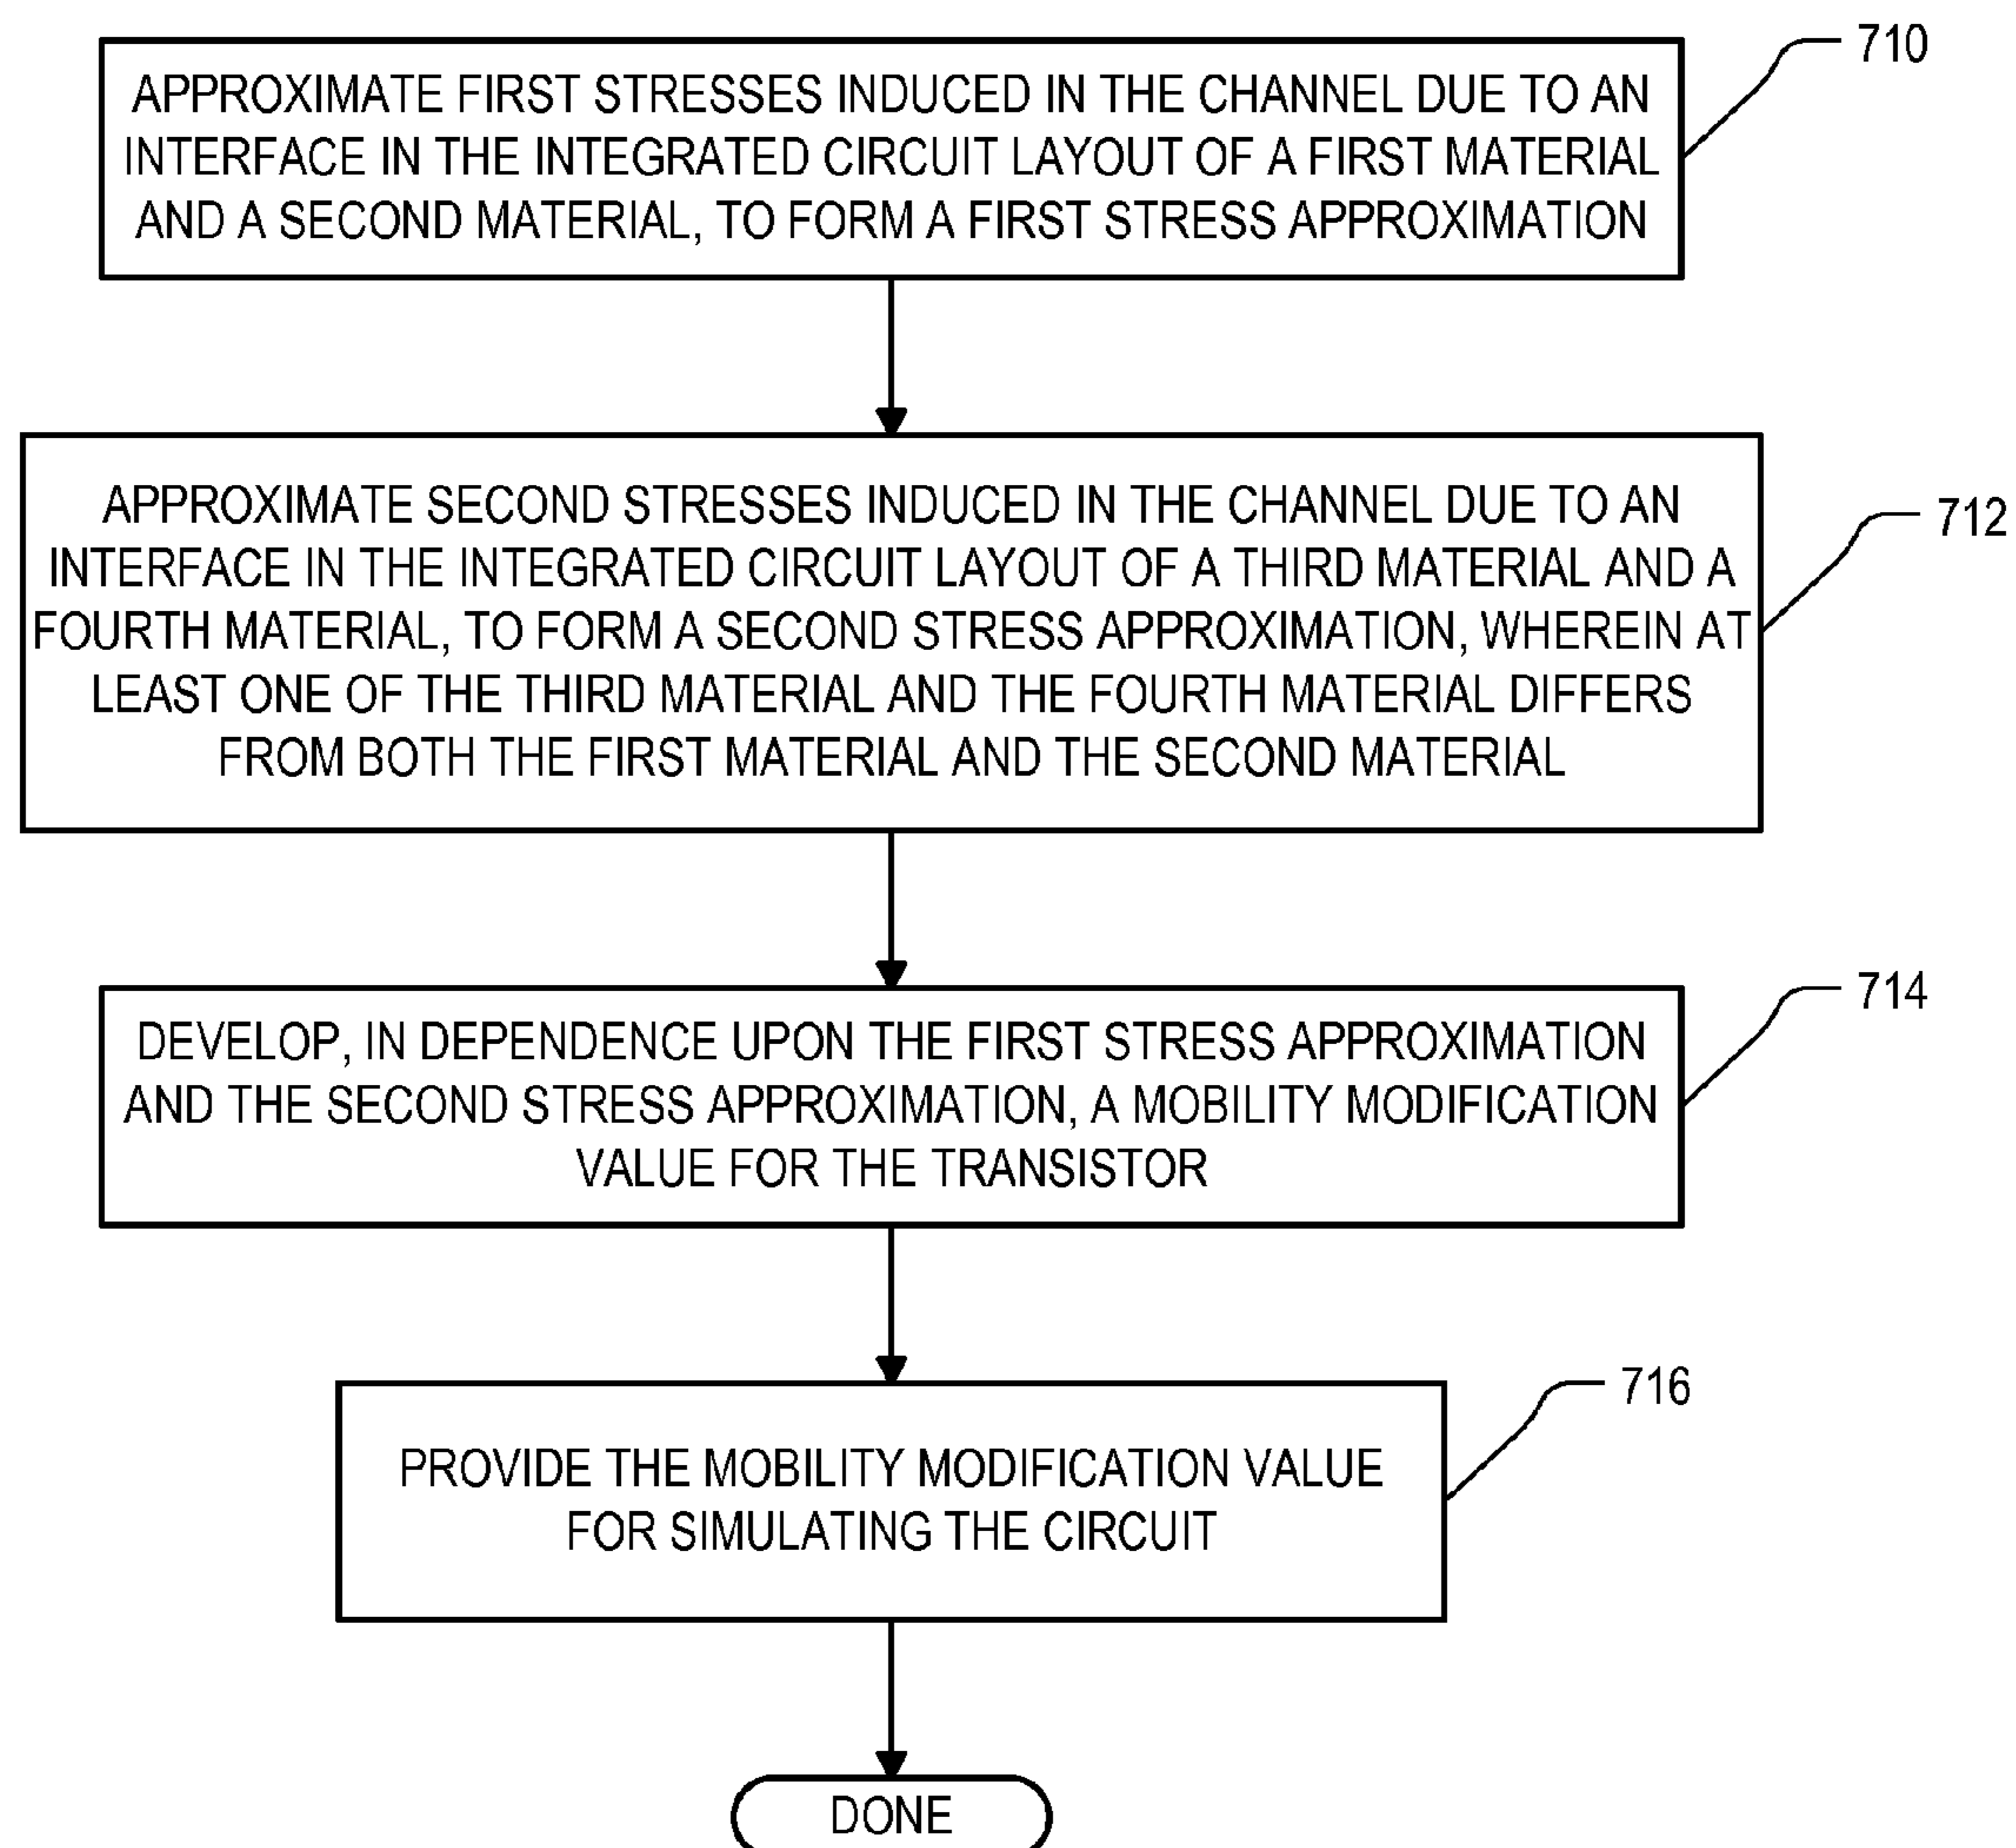 710
APPROXIMATE FIRST STRESSES INDUCED IN THE CHANNEL DUE TO AN
INTERFACE IN THE INTEGRATED CIRCUIT LAYOUT OF A FIRST MATERIAL
AND A SECOND MATERIAL, TO FORM A FIRST STRESS APPROXIMATION
712
APPROXIMATE SECOND STRESSES INDUCED IN THE CHANNEL DUE TO AN
INTERFACE IN THE INTEGRATED CIRCUIT LAYOUT OF A THIRD MATERIAL AND A
FOURTH MATERIAL, TO FORM A SECOND STRESS APPROXIMATION, WHEREIN AT
LEAST ONE OF THE THIRD MATERIAL AND THE FOURTH MATERIAL DIFFERS
FROM BOTH THE FIRST MATERIAL AND THE SECOND MATERIAL
714
DEVELOP, IN DEPENDENCE UPON THE FIRST STRESS APPROXIMATION
AND THE SECOND STRESS APPROXIMATION, A MOBILITY MODIFICATION
VALUE FOR THE TRANSISTOR
716
PROVIDE THE MOBILITY MODIFICATION VALUE
FOR SIMULATING THE CIRCUIT
DONE